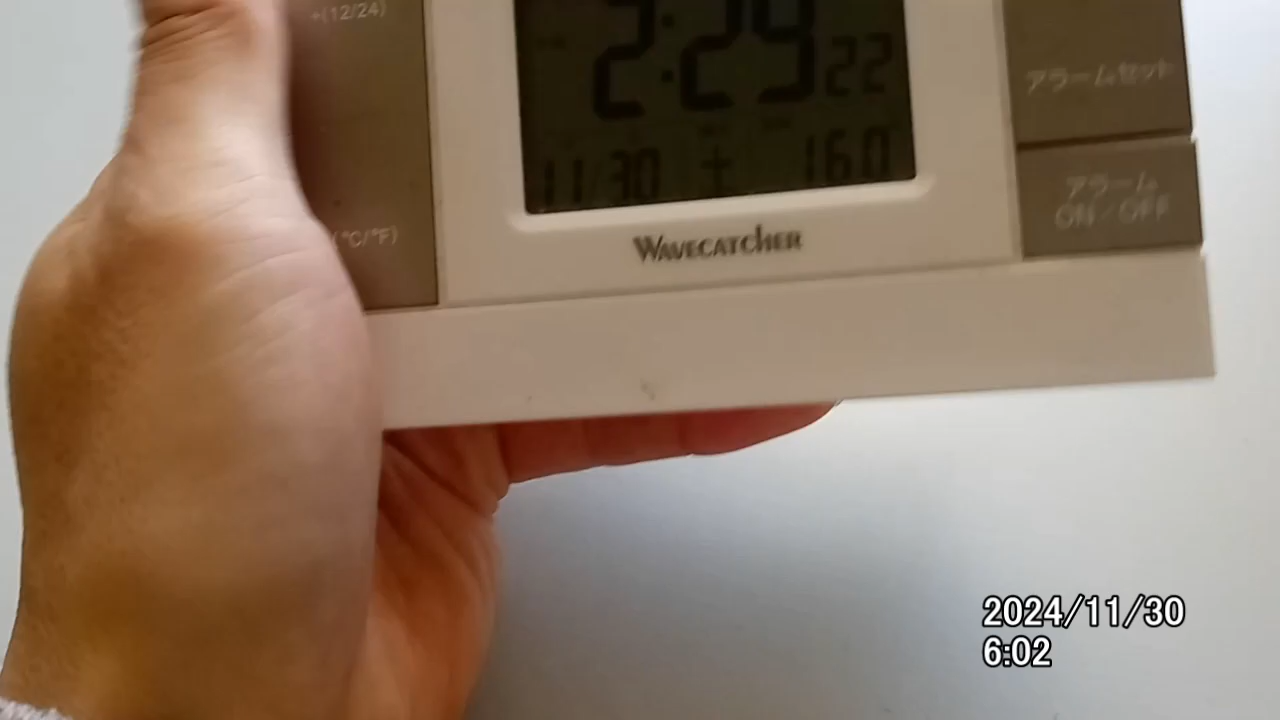 +(12/24)
2:29 22
アラームセット
11/30 土 16.0
アラーム
ON/OFF
(°C/°F)
WAVECATCHER
2024/11/30
6:02